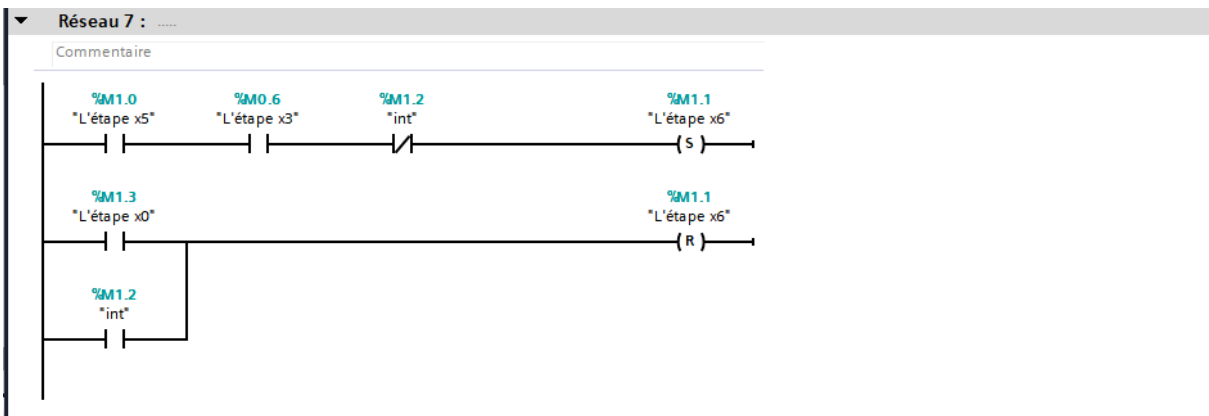 Réseau 7 : .....
Commentaire
%M1.0 %M0.6 %M1.2 %M1.1
"L'étape x5" "L'étape x3" "int" "L'étape x6"
S
%M1.3 %M1.1
"L'étape x0" "L'étape x6"
R
%M1.2
"int"